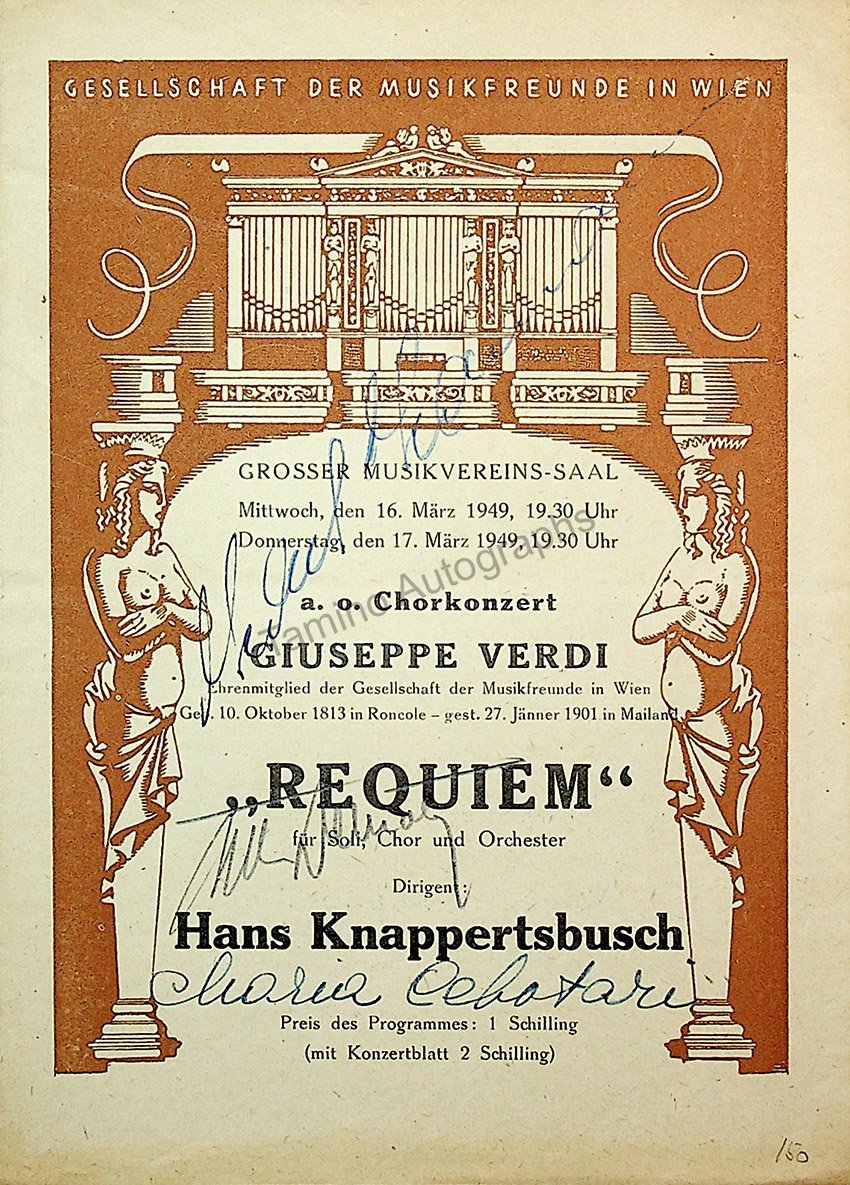 GESELLSCHAFT DER MUSIKFREUNDE IN WIEN
GROSSER MUSIKVEREINS-SAAL
Mittwoch, den 16. März 1949, 19.30 Uhr
Donnerstag, den 17. März 1949, 19.30 Uhr
Tamino Autographs
a. o. Chorkonzert
GIUSEPPE VERDI
Ehrenmitglied der Gesellschaft der Musikfreunde in Wien
Geb. 10. Oktober 1813 in Roncole – gest. 27. Jänner 1901 in Mailand
„REQUIEM“
für Soli, Chor und Orchester
Dirigent:
Hans Knappertsbusch
Maria Cebotari
Preis des Programmes: 1 Schilling
(mit Konzertblatt 2 Schilling)
150